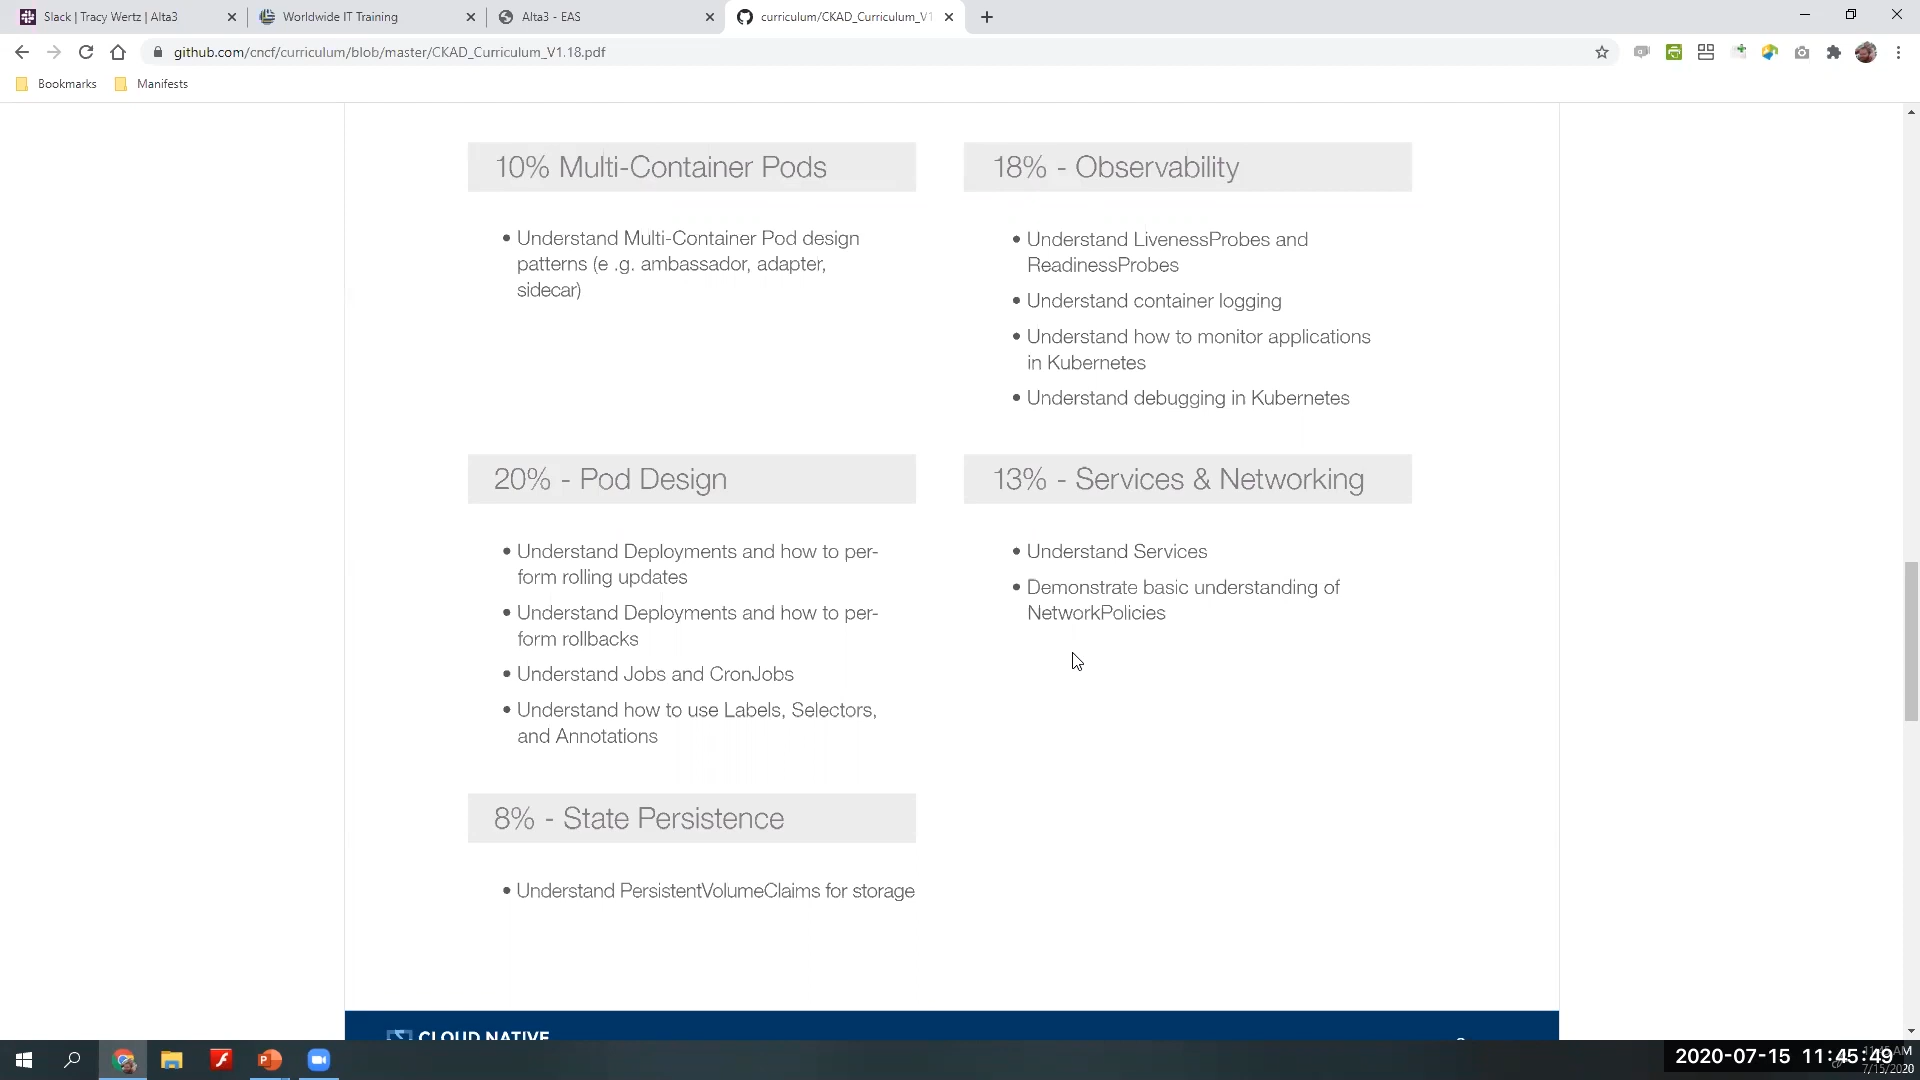 Slack | Tracy Wertz | Alta3
Worldwide IT Training
Alta3 - EAS
curriculum/CKAD_Curriculum_V1
github.com/cncf/curriculum/blob/master/CKAD_Curriculum_V1.18.pdf
Bookmarks
Manifests
10% Multi-Container Pods
• Understand Multi-Container Pod design
patterns (e .g. ambassador, adapter,
sidecar)
18% - Observability
• Understand LivenessProbes and
ReadinessProbes
• Understand container logging
• Understand how to monitor applications
in Kubernetes
• Understand debugging in Kubernetes
20% - Pod Design
• Understand Deployments and how to per-
form rolling updates
• Understand Deployments and how to per-
form rollbacks
• Understand Jobs and CronJobs
• Understand how to use Labels, Selectors,
and Annotations
13% - Services & Networking
• Understand Services
• Demonstrate basic understanding of
NetworkPolicies
8% - State Persistence
• Understand PersistentVolumeClaims for storage
CLOUD NATIVE
2020-07-15 11:45:49
7/15/2020